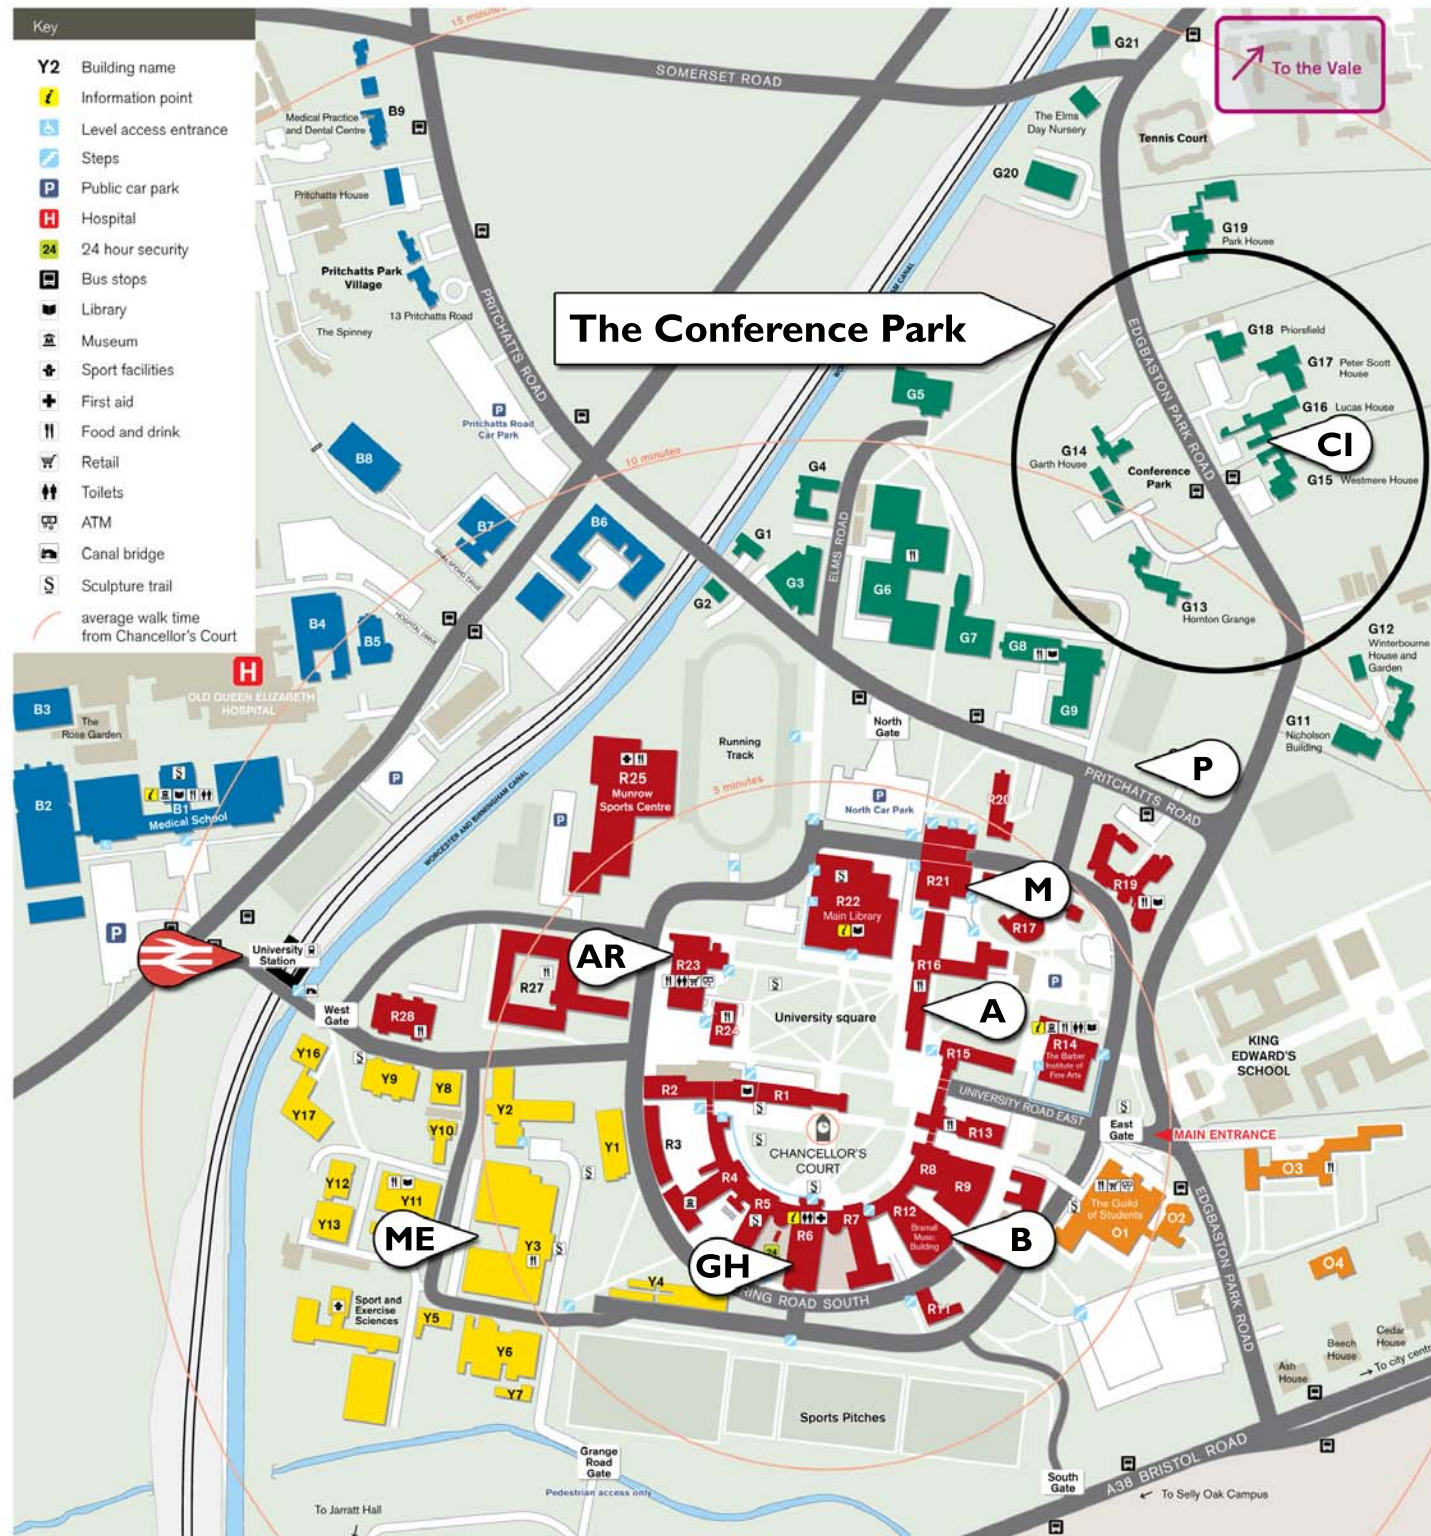 Key
Y2 Building name
i Information point
Level access entrance
Steps
P Public car park
H Hospital
24 24 hour security
Bus stops
Library
M Museum
Sport facilities
First aid
Food and drink
Retail
Toilets
ATM
Canal bridge
S Sculpture trail
average walk time
from Chancellor's Court
15 minutes
SOMERSET ROAD
G21
To the Vale
Medical Practice
and Dental Centre
B9
The Elms
Day Nursery
Tennis Court
G20
Pritchatts House
G19
Park House
Pritchatts Park
Village
13 Pritchatts Road
The Spinney
PRITCHATTS ROAD
The Conference Park
EDGBASTON PARK ROAD
G18 Priorsfield
G17 Peter Scott
House
G16 Lucas House
CI
G15 Westmere House
G14
Garth House
Conference
Park
G13
Hornton Grange
G5
P
Pritchatts Road
Car Park
10 minutes
B8
B7
B6
G4
G1
G3
ELMS ROAD
G2
G6
G7
G8
G9
G12
Winterbourne
House and
Garden
G11
Nicholson
Building
HOSPITAL DRIVE
B4
B5
H
OLD QUEEN ELIZABETH
HOSPITAL
B3
The
Rose Garden
B2
B1
Medical School
P
P
P
WORCESTER AND BIRMINGHAM CANAL
Running
Track
North
Gate
5 minutes
P
North Car Park
PRITCHATTS ROAD
P
R25
Munrow
Sports Centre
R20
R21
M
R19
R22
Main Library
R17
University
Station
AR
R23
R16
R27
R24
University square
A
P
R14
The Barber
Institute of
Fine Arts
KING
EDWARD'S
SCHOOL
West
Gate
R28
R15
UNIVERSITY ROAD EAST
East
Gate
MAIN ENTRANCE
Y16
Y9
Y8
Y2
Y17
Y10
Y1
R2
R1
R3
CHANCELLOR'S
COURT
R13
R4
R8
R9
R5
R6
R7
R12
Bramall
Music
Building
O3
The Guild
of Students
O1
O2
Y12
Y11
Y13
ME
Y3
GH
24
B
O4
Y4
RING ROAD SOUTH
R11
EDGBASTON PARK ROAD
Sport and
Exercise
Sciences
Y5
Y6
Y7
Beech
House
Cedar
House
Ash
House
To city centr
Sports Pitches
Grange
Road
Gate
Pedestrian access only
South
Gate
A38 BRISTOL ROAD
To Selly Oak Campus
To Jarratt Hall